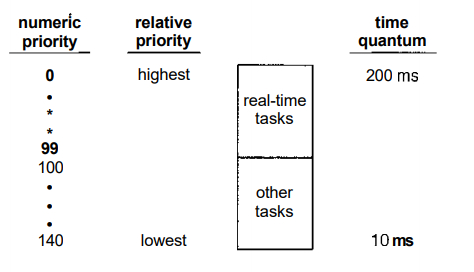 numeric relative time
priority priority quantum
0 highest 200 ms
•
real-time
*
tasks
*
99
100
•
other
•
tasks
•
140 lowest 10 ms